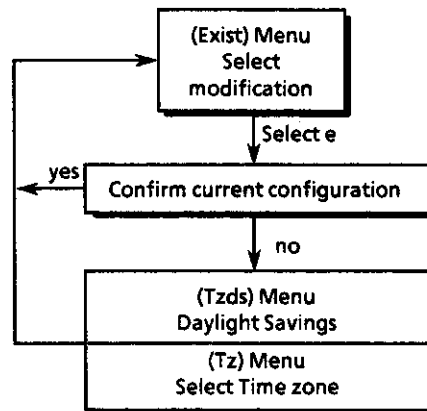 (Exist) Menu
Select
modification
Select e
yes
Confirm current configuration
no
(Tzds) Menu
Daylight Savings
(Tz) Menu
Select Time zone